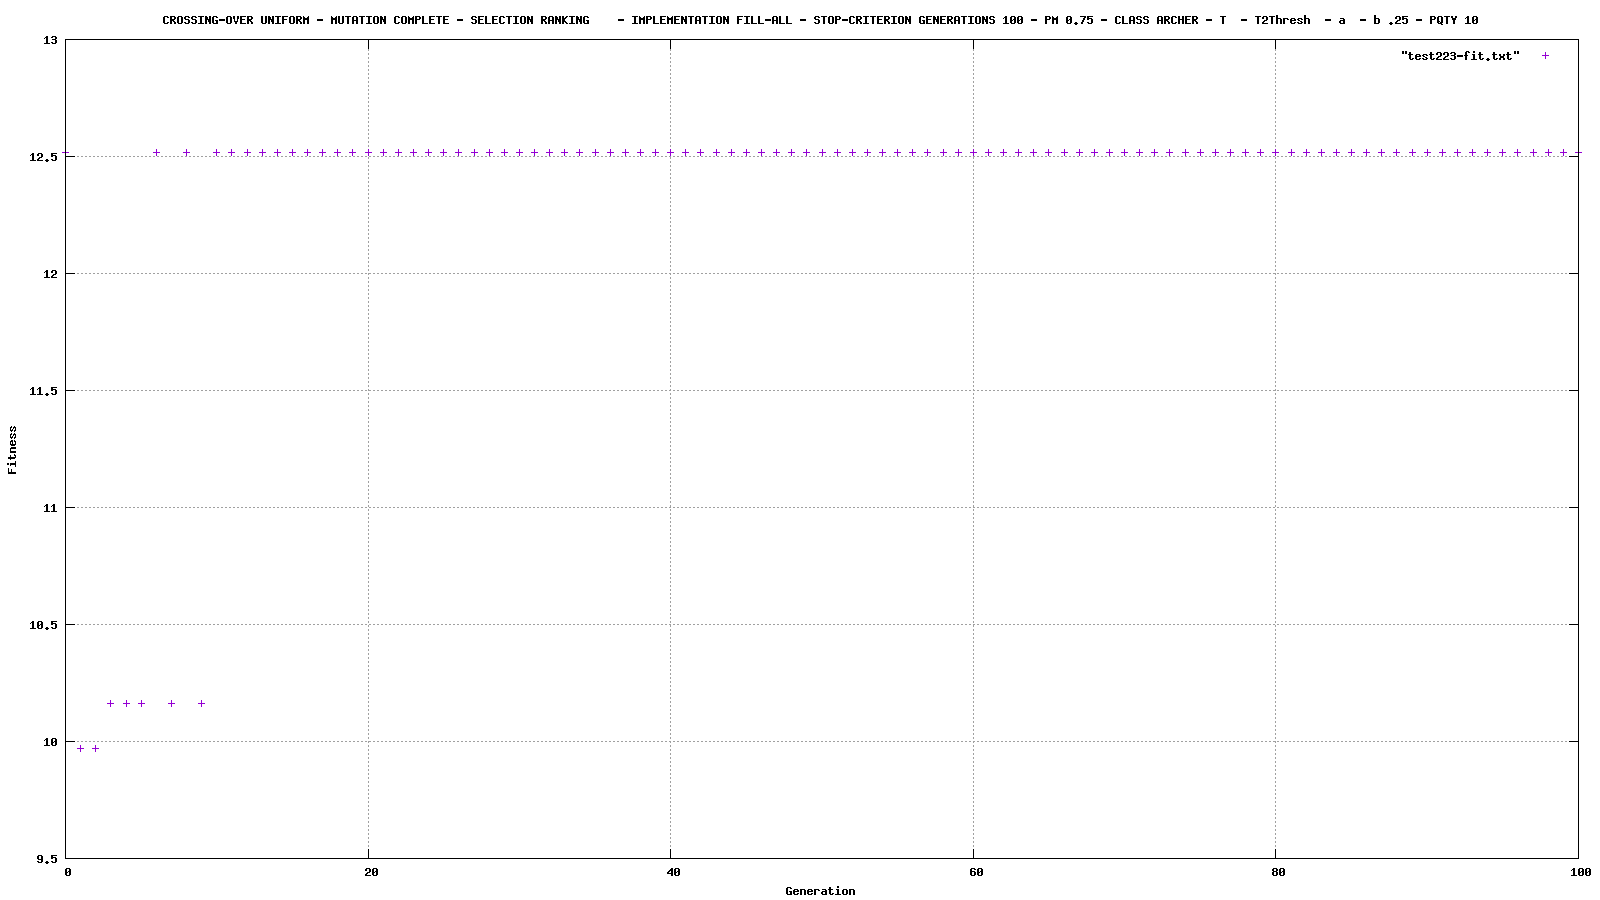 CROSSING-OVER UNIFORM - MUTATION COMPLETE - SELECTION RANKING    - IMPLEMENTATION FILL-ALL - STOP-CRITERION GENERATIONS 100 - PM 0.75 - CLASS ARCHER - T  - T2Thresh  - a  - b .25 - PQTY 10
"test223-fit.txt"
13
12.5
12
11.5
11
10.5
10
9.5
Fitness
0 20 40 60 80 100
Generation